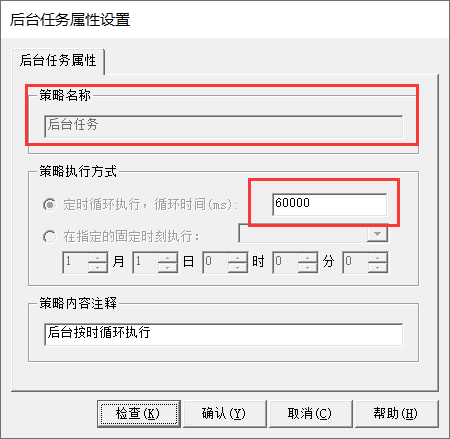 后台任务属性设置
后台任务属性
策略名称
后台任务
策略执行方式
定时循环执行，循环时间(ms): 60000
在指定的固定时刻执行:
1 月 1 日 0 时 0 分 0
策略内容注释
后台按时循环执行
检查(K) 确认(Y) 取消(C) 帮助(H)